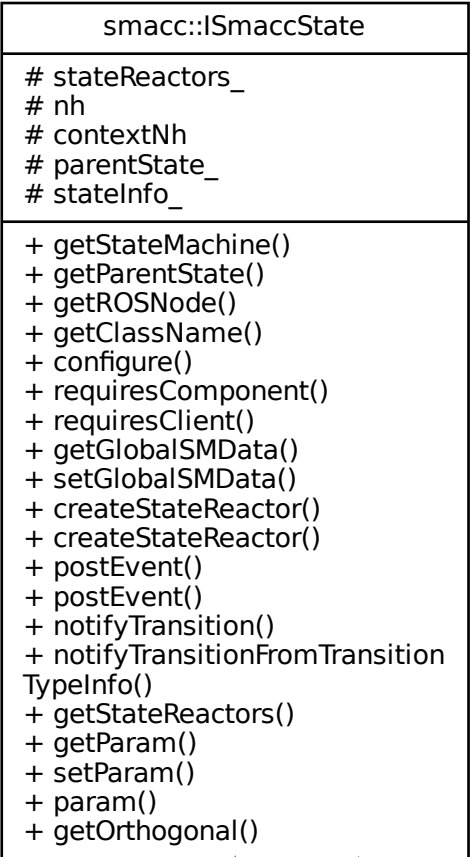 smacc::ISmaccState
# stateReactors_
# nh
# contextNh
# parentState_
# stateInfo_
+ getStateMachine()
+ getParentState()
+ getROSNode()
+ getClassName()
+ configure()
+ requiresComponent()
+ requiresClient()
+ getGlobalSMData()
+ setGlobalSMData()
+ createStateReactor()
+ createStateReactor()
+ postEvent()
+ postEvent()
+ notifyTransition()
+ notifyTransitionFromTransition
TypeInfo()
+ getStateReactors()
+ getParam()
+ setParam()
+ param()
+ getOrthogonal()